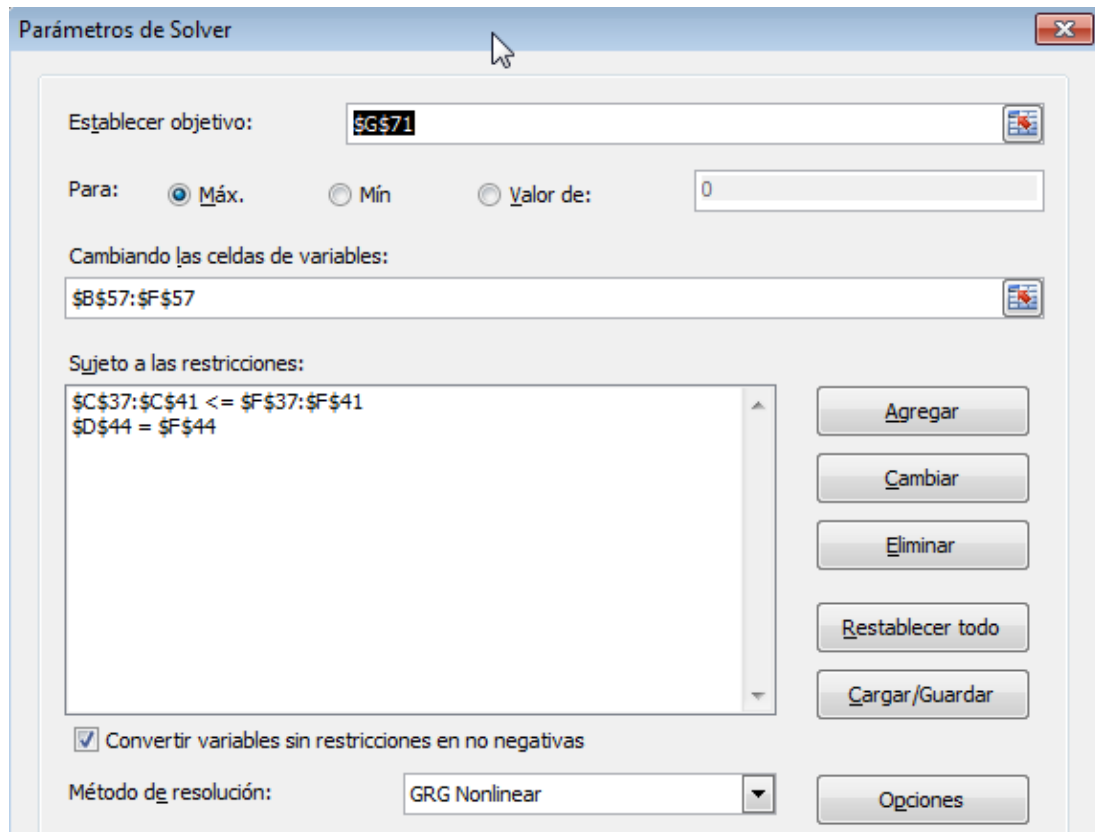 Parámetros de Solver
Establecer objetivo: $G$71
Para: Máx. Mín Valor de: 0
Cambiando las celdas de variables:
$B$57:$F$57
Sujeto a las restricciones:
$C$37:$C$41 <= $F$37:$F$41
$D$44 = $F$44
Agregar
Cambiar
Eliminar
Restablecer todo
Cargar/Guardar
Convertir variables sin restricciones en no negativas
Método de resolución: GRG Nonlinear Opciones